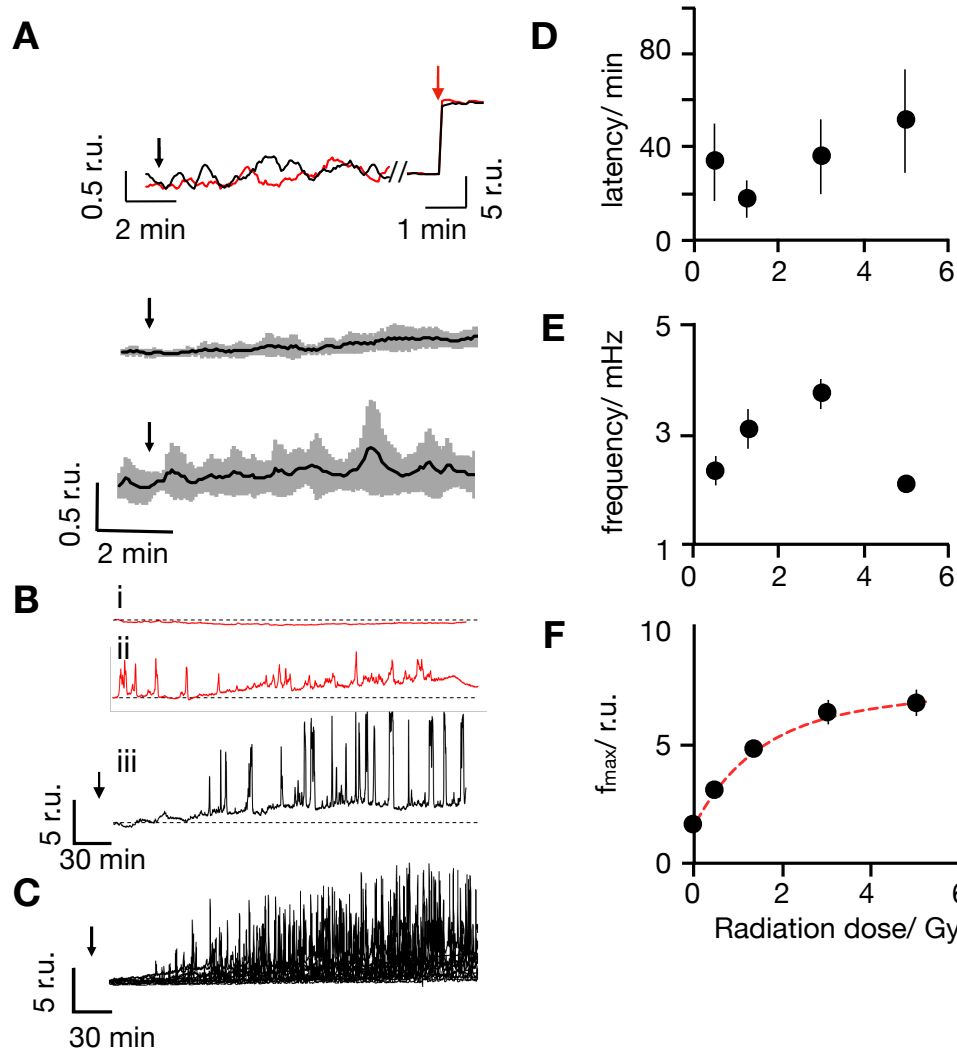 A
0.5 r.u.
2 min
//
1 min
5 r.u.
0.5 r.u.
2 min
B
i
ii
iii
5 r.u.
30 min
C
5 r.u.
30 min
D
latency/ min
80
40
0
0 2 4 6
E
frequency/ mHz
5
3
1
0 2 4 6
F
fmax/ r.u.
10
5
0
0 2 4 6
Radiation dose/ Gy